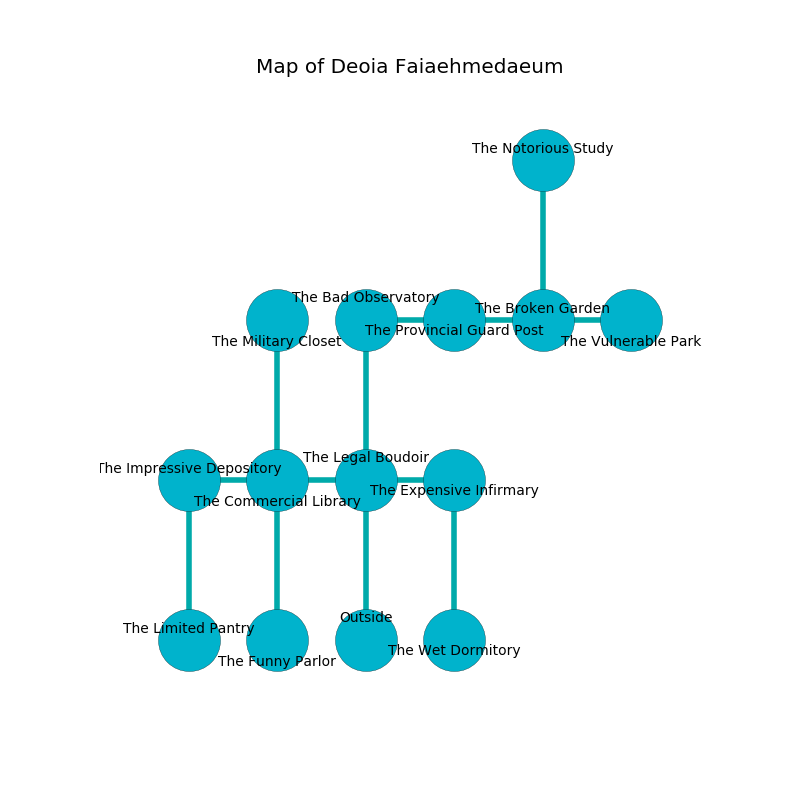 Map of Deoia Faiaehmedaeum
The Notorious Study
The Bad Observatory
The Broken Garden
The Provincial Guard Post
The Military Closet
The Vulnerable Park
The Legal Boudoir
The Impressive Depository
The Expensive Infirmary
The Commercial Library
Outside
The Limited Pantry
The Wet Dormitory
The Funny Parlor